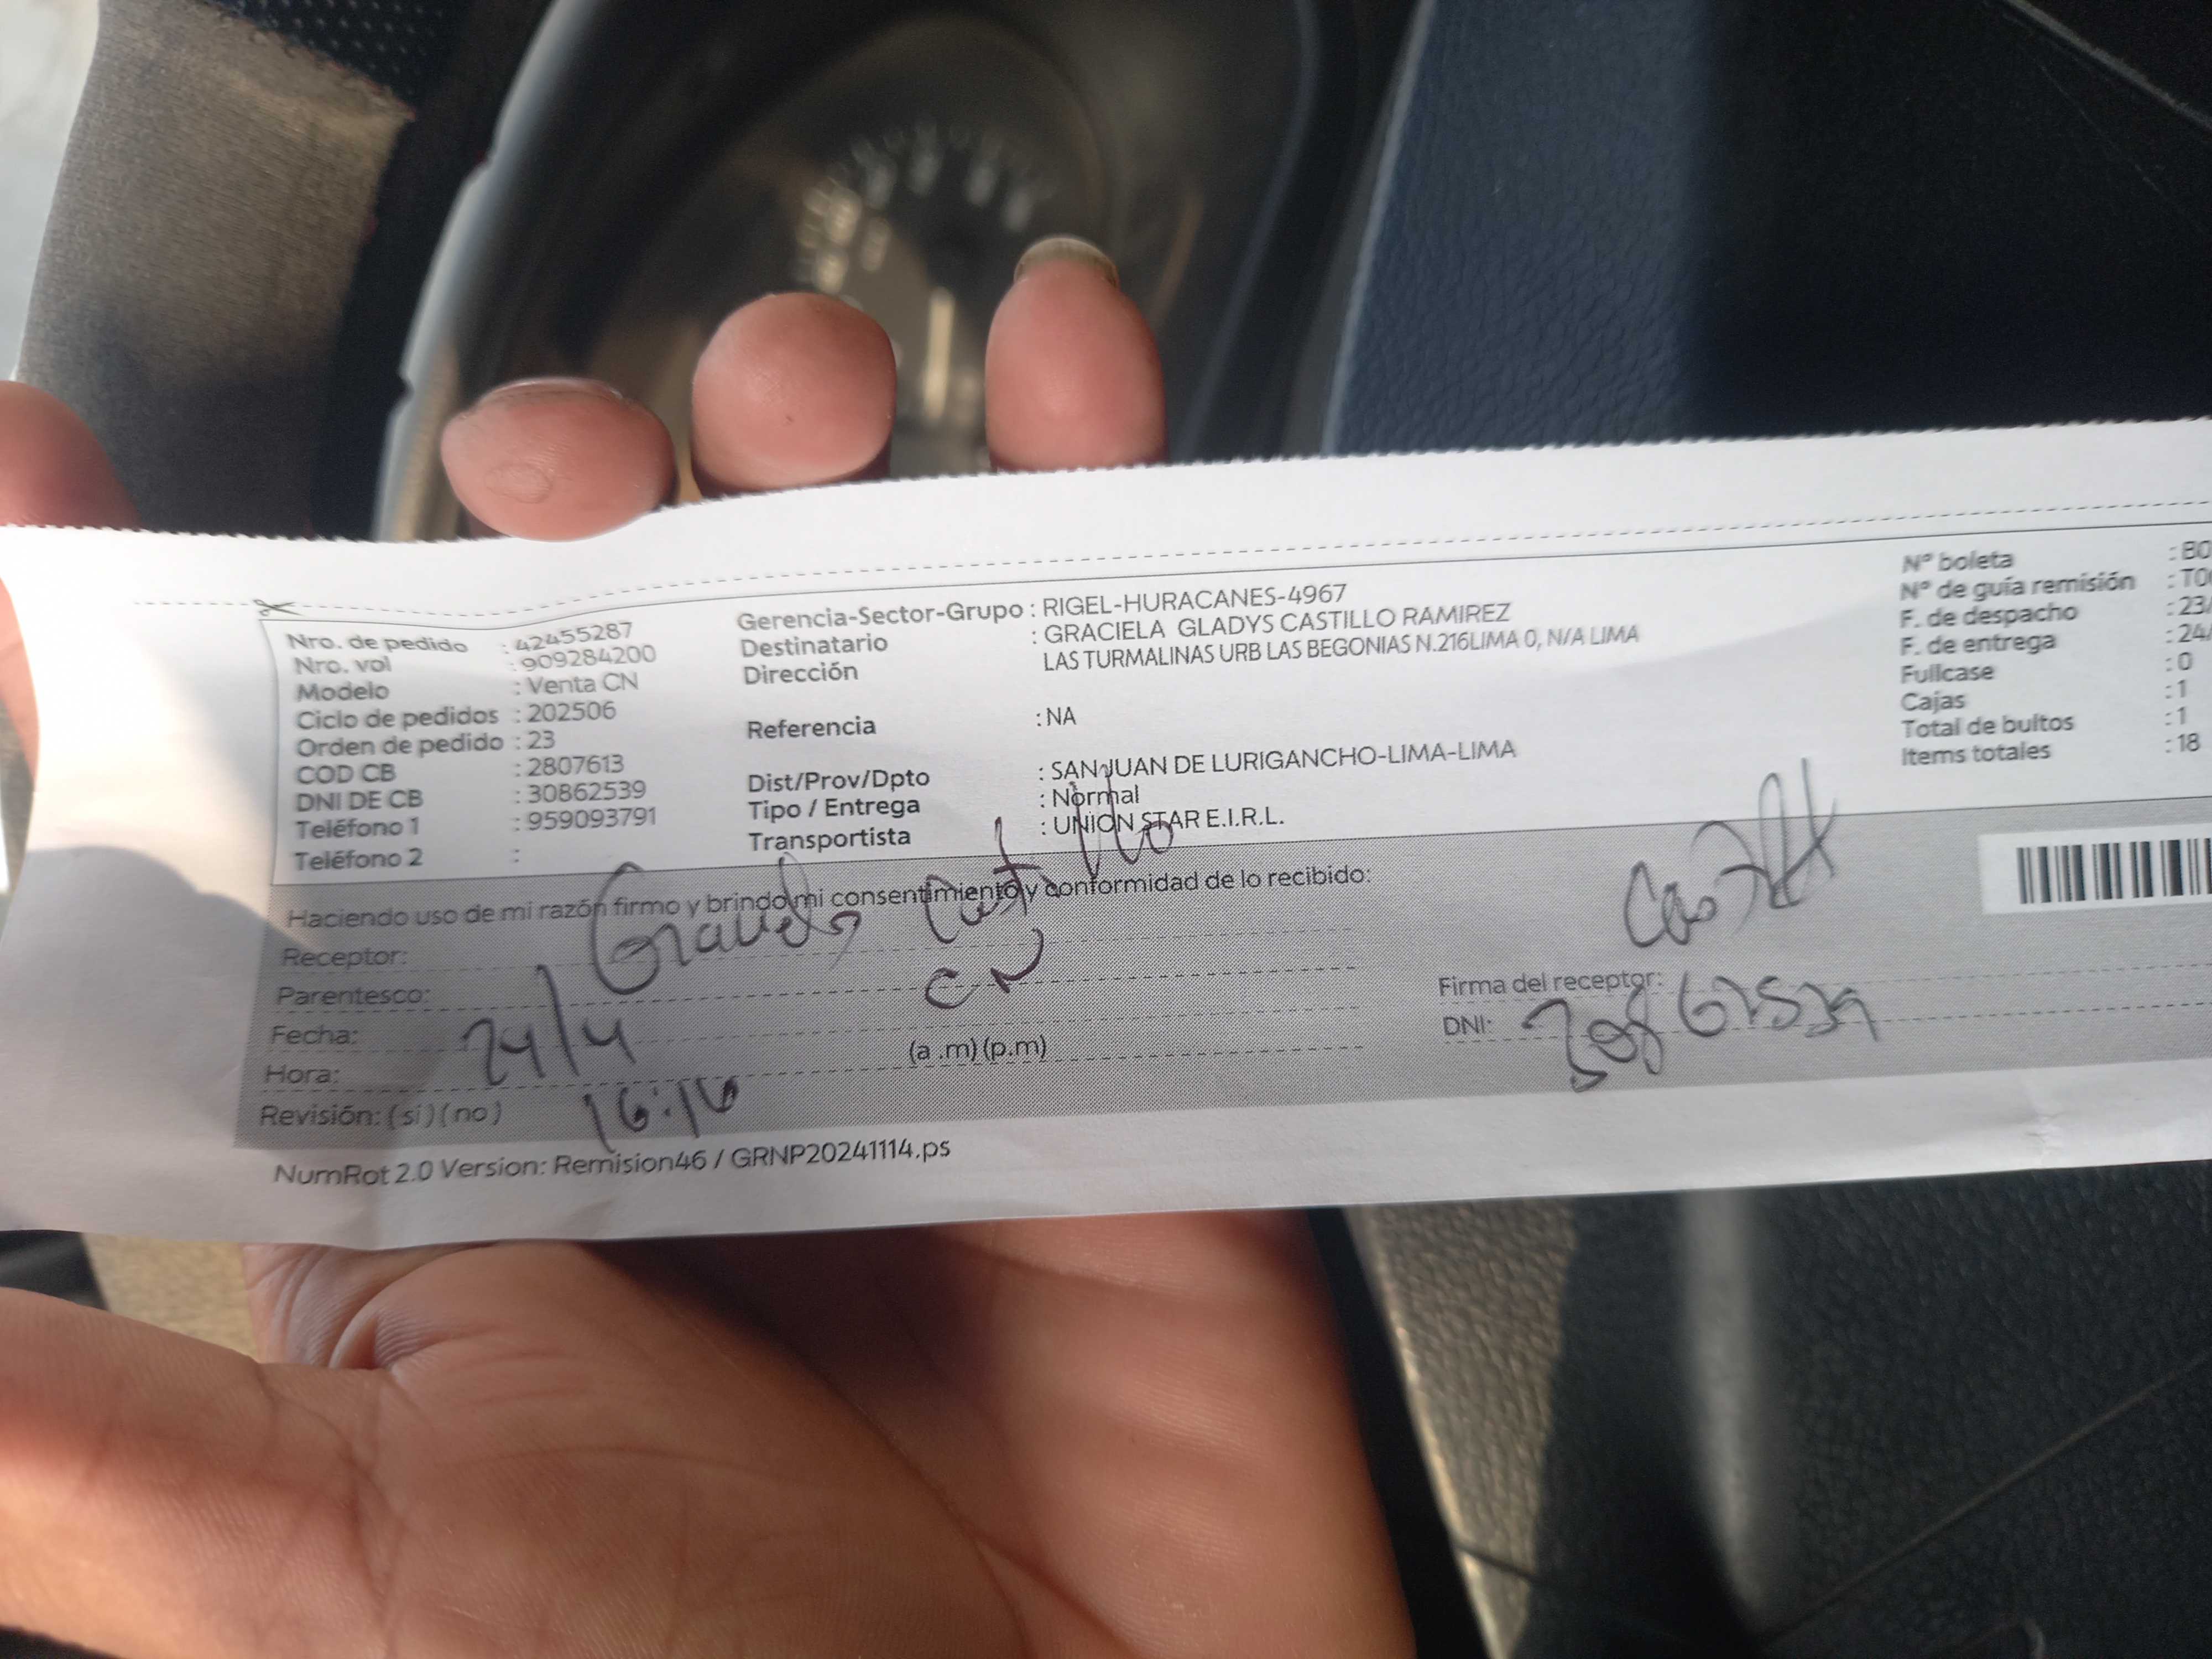 Nro. de pedido : 42455287
Nro. vol : 909284200
Modelo : Venta CN
Ciclo de pedidos : 202506
Orden de pedido : 23
COD CB : 2807613
DNI DE CB : 30862539
Teléfono 1 : 959093791
Teléfono 2 :
Gerencia-Sector-Grupo : RIGEL-HURACANES-4967
Destinatario : GRACIELA GLADYS CASTILLO RAMIREZ
Dirección LAS TURMALINAS URB LAS BEGONIAS N.216LIMA 0, N/A LIMA
Referencia : NA
Dist/Prov/Dpto : SAN JUAN DE LURIGANCHO-LIMA-LIMA
Tipo / Entrega : Normal
Transportista : UNION STAR E.I.R.L.
Nº boleta : B0
Nº de guía remisión : T0
F. de despacho : 23/
F. de entrega : 24/
Fullcase : 0
Cajas : 1
Total de bultos : 1
Items totales : 18
Haciendo uso de mi razón firmo y brindo mi consentimiento y conformidad de lo recibido:
Receptor: Castillo
Parentesco: CN
Fecha: 24/4
Hora: 16:16 (a .m) (p.m)
Revisión: (si) (no)
Firma del receptor:
DNI:
NumRot 2.0 Version: Remision46 / GRNP20241114.ps